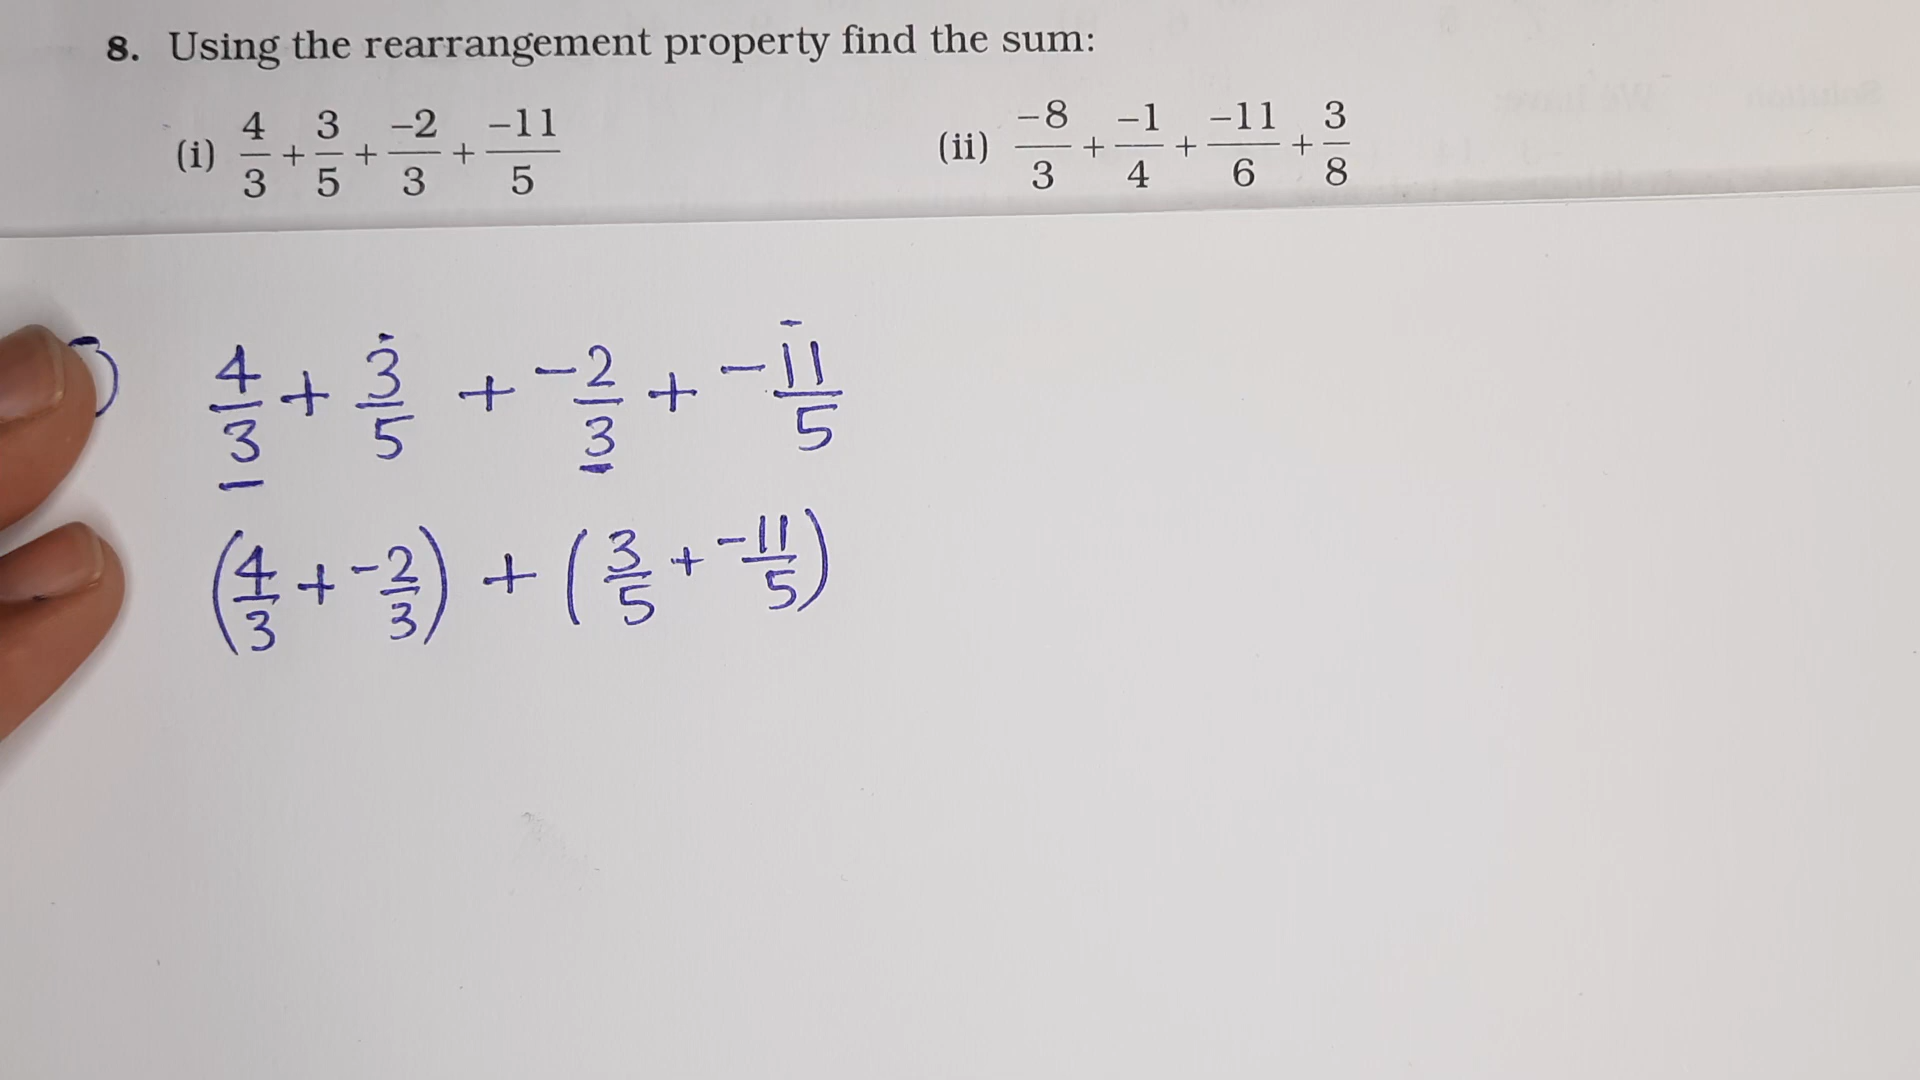 8. Using the rearrangement property find the sum:
(i) 4/3 + 3/5 + -2/3 + -11/5
(ii) -8/3 + -1/4 + -11/6 + 3/8
4/3 + 3/5 + -2/3 + -11/5
(4/3 + -2/3) + (3/5 + -11/5)